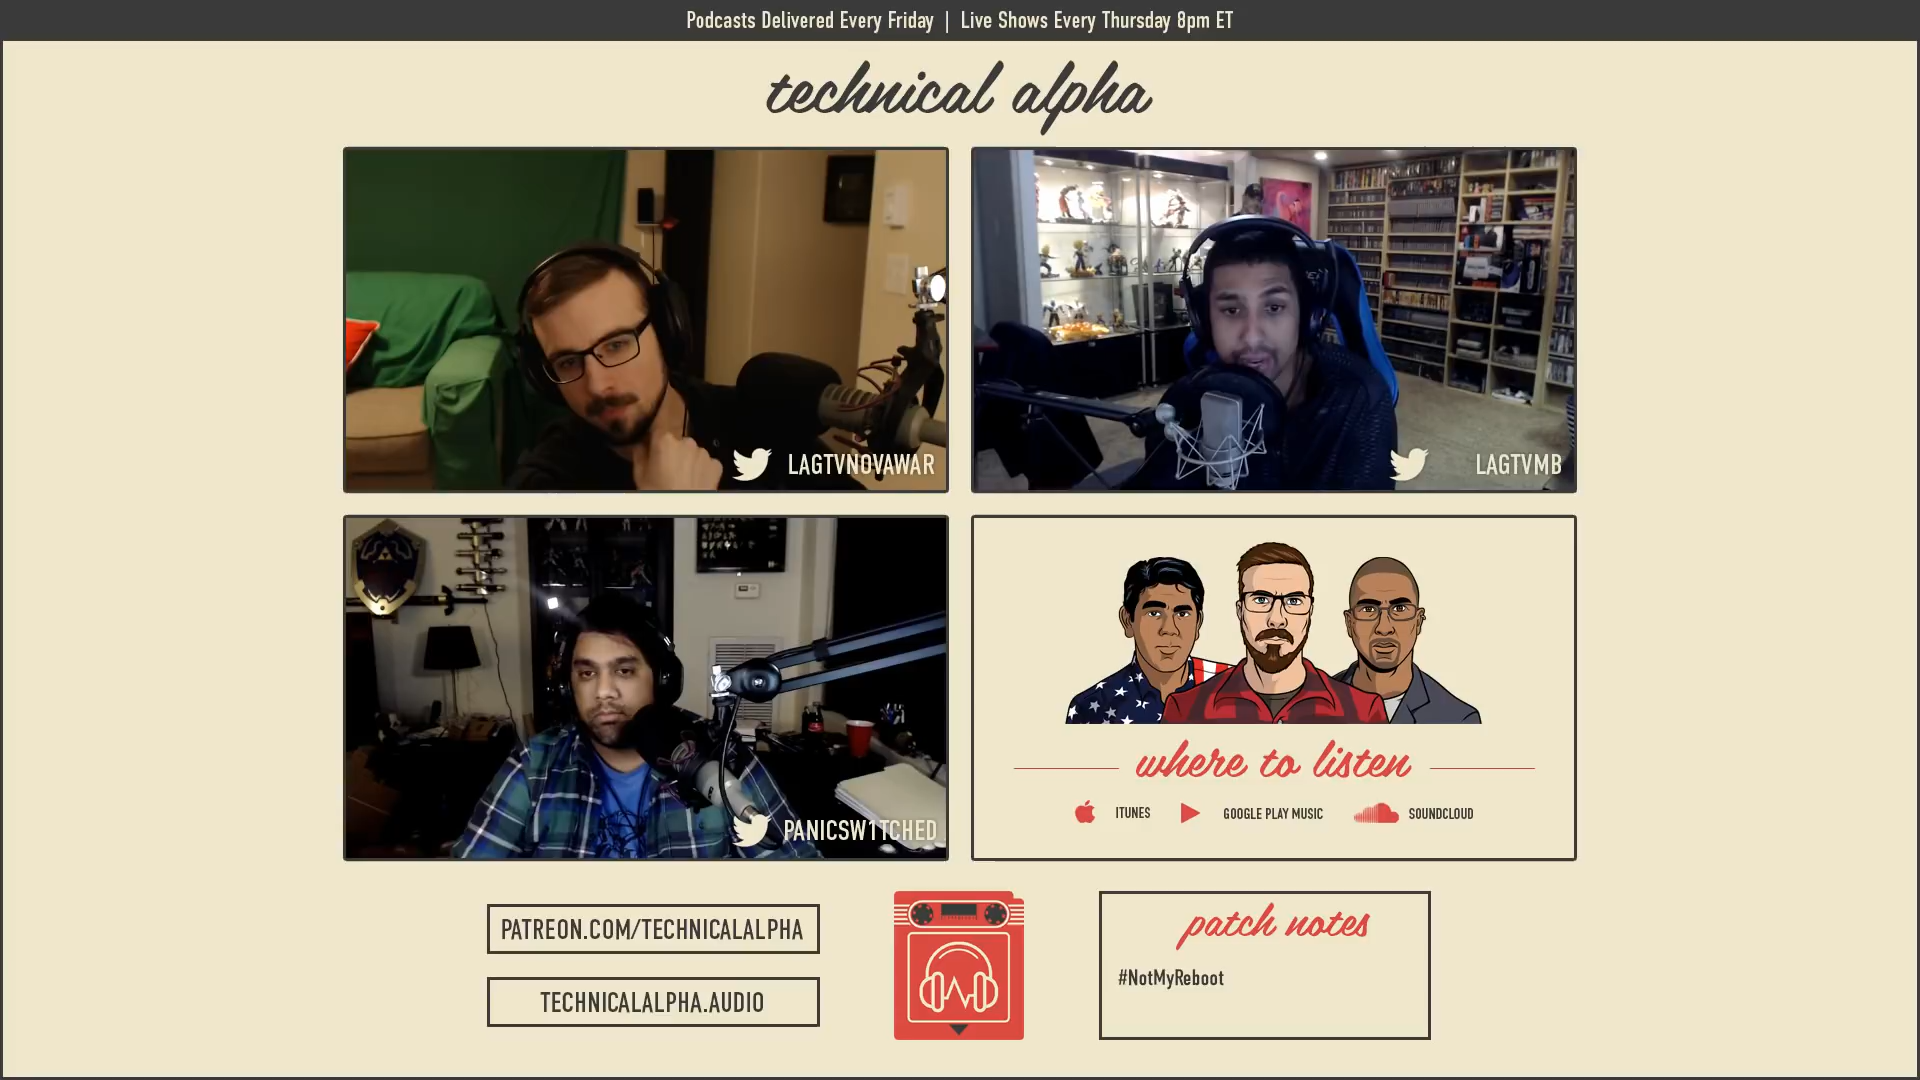 Podcasts Delivered Every Friday | Live Shows Every Thursday 8pm ET
technical alpha
LAGTVNOVAWAR
LAGTVMB
PANICSW1TCHED
where to listen
ITUNES
GOOGLE PLAY MUSIC
SOUNDCLOUD
PATREON.COM/TECHNICALALPHA
TECHNICALALPHA.AUDIO
patch notes
#NotMyReboot